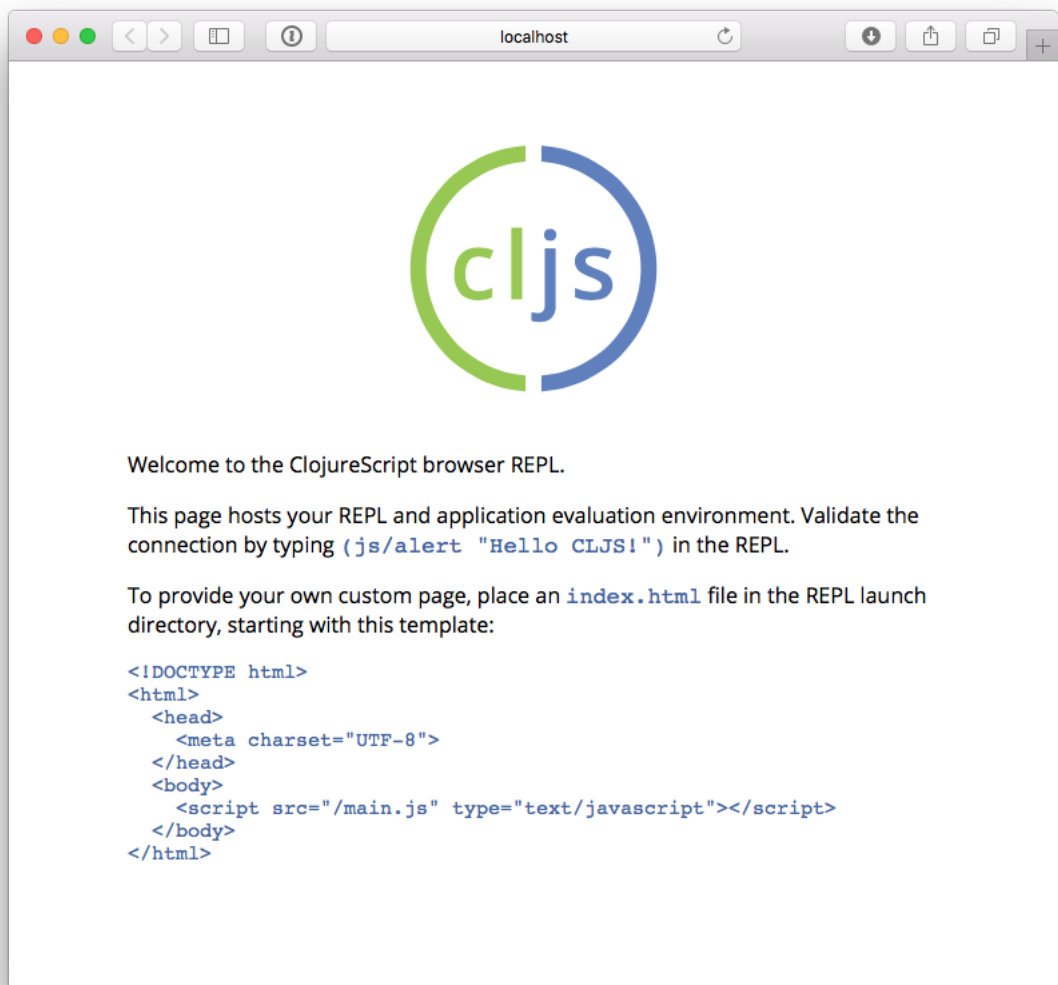 localhost
cljs
Welcome to the ClojureScript browser REPL.
This page hosts your REPL and application evaluation environment. Validate the
connection by typing (js/alert "Hello CLJS!") in the REPL.
To provide your own custom page, place an index.html file in the REPL launch
directory, starting with this template:
<!DOCTYPE html>
<html>
  <head>
    <meta charset="UTF-8">
  </head>
  <body>
    <script src="/main.js" type="text/javascript"></script>
  </body>
</html>